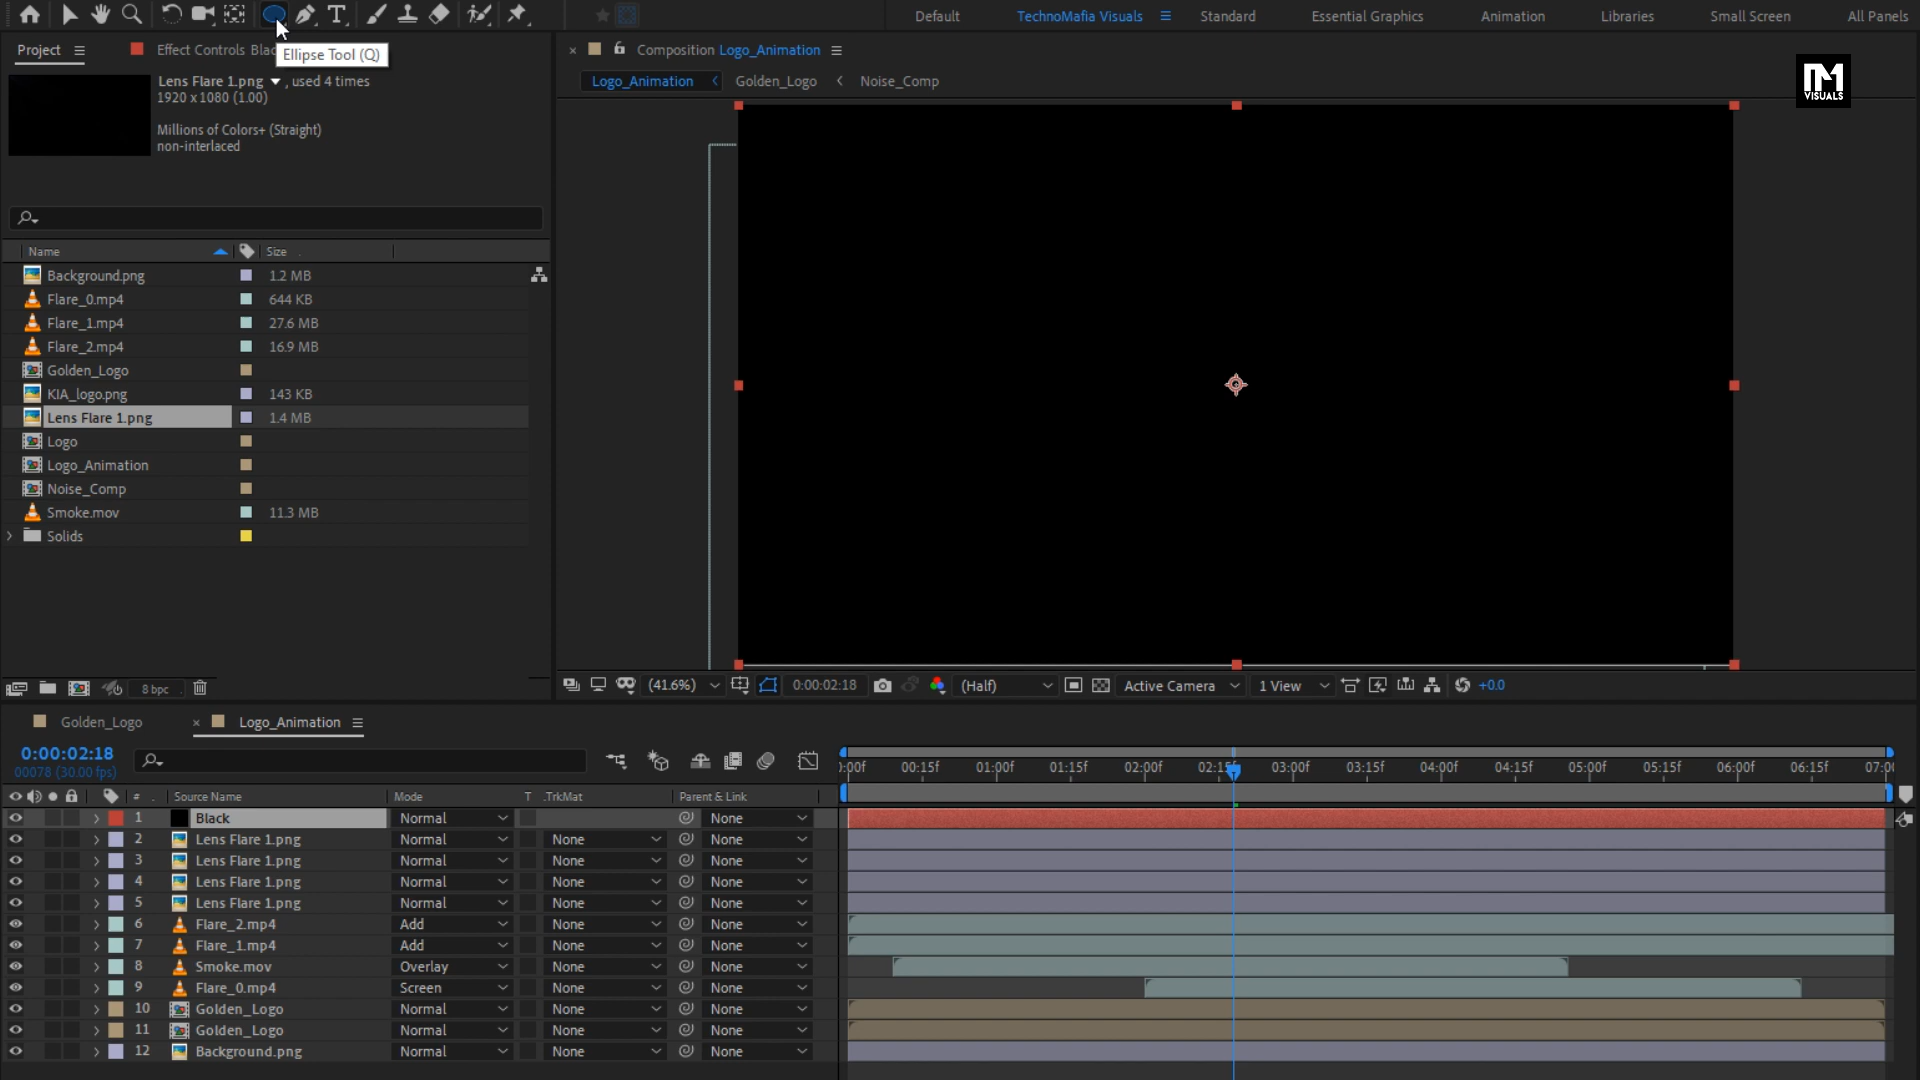 Default
TechnoMafia Visuals
Standard
Essential Graphics
Animation
Libraries
Small Screen
All Panels
Project
Effect Controls Blac
Ellipse Tool (Q)
Composition Logo_Animation
Lens Flare 1.png , used 4 times
1920 x 1080 (1.00)
Millions of Colors+ (Straight)
non-interlaced
Logo_Animation
Golden_Logo
Noise_Comp
VISUALS
Name Size
Background.png 1.2 MB
Flare_0.mp4 644 KB
Flare_1.mp4 27.6 MB
Flare_2.mp4 16.9 MB
Golden_Logo
KIA_logo.png 143 KB
Lens Flare 1.png 1.4 MB
Logo
Logo_Animation
Noise_Comp
Smoke.mov 11.3 MB
Solids
8 bpc
(41.6%) 0:00:02:18 (Half) Active Camera 1 View +0.0
Golden_Logo
Logo_Animation
0:00:02:18
00078 (30.00 fps)
:00f 00:15f 01:00f 01:15f 02:00f 02:15f 03:00f 03:15f 04:00f 04:15f 05:00f 05:15f 06:00f 06:15f 07:00
# Source Name Mode T .TrkMat Parent & Link
1 Black Normal None
2 Lens Flare 1.png Normal None None
3 Lens Flare 1.png Normal None None
4 Lens Flare 1.png Normal None None
5 Lens Flare 1.png Normal None None
6 Flare_2.mp4 Add None None
7 Flare_1.mp4 Add None None
8 Smoke.mov Overlay None None
9 Flare_0.mp4 Screen None None
10 Golden_Logo Normal None None
11 Golden_Logo Normal None None
12 Background.png Normal None None